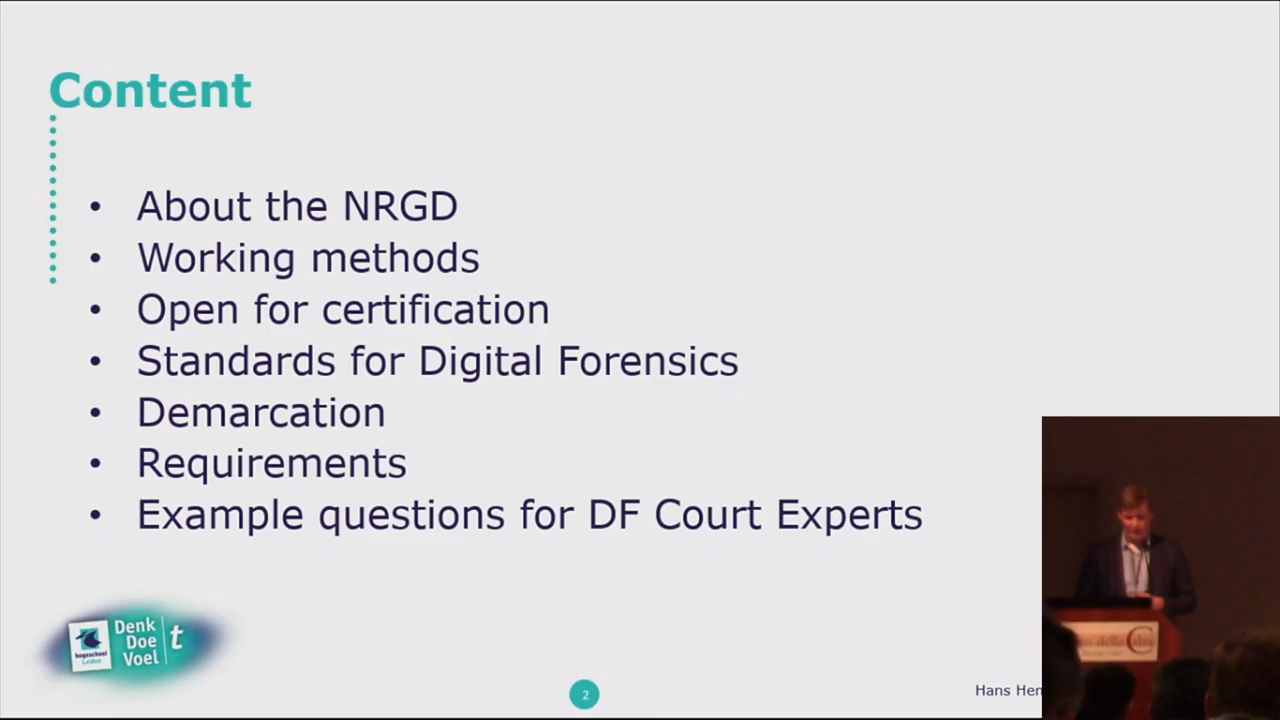 Content
• About the NRGD
• Working methods
• Open for certification
• Standards for Digital Forensics
• Demarcation
• Requirements
• Example questions for DF Court Experts
hogeschool
Leiden
Denk
Doe
Voel
t
2
Hans Hen